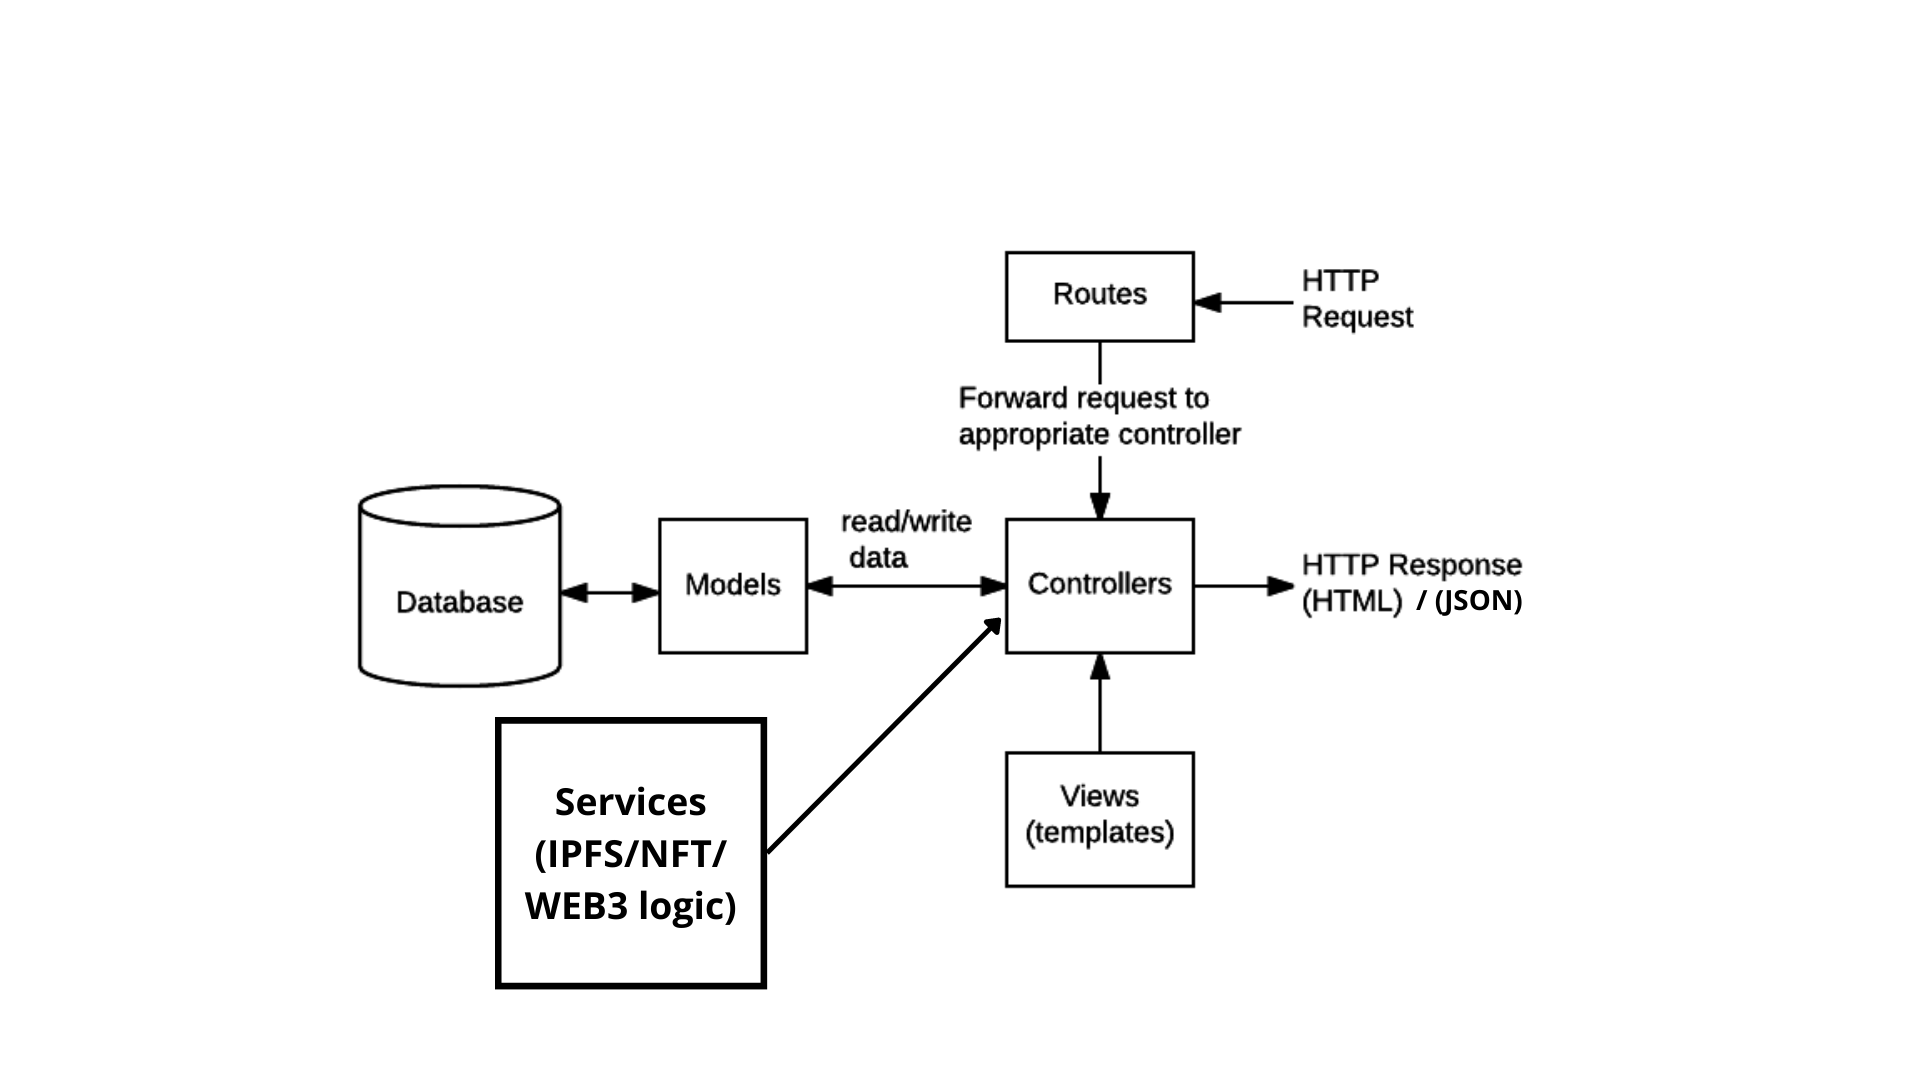 Routes
HTTP
Request
Forward request to
appropriate controller
Database
Models
read/write
data
Controllers
HTTP Response
(HTML) / (JSON)
Services
(IPFS/NFT/
WEB3 logic)
Views
(templates)